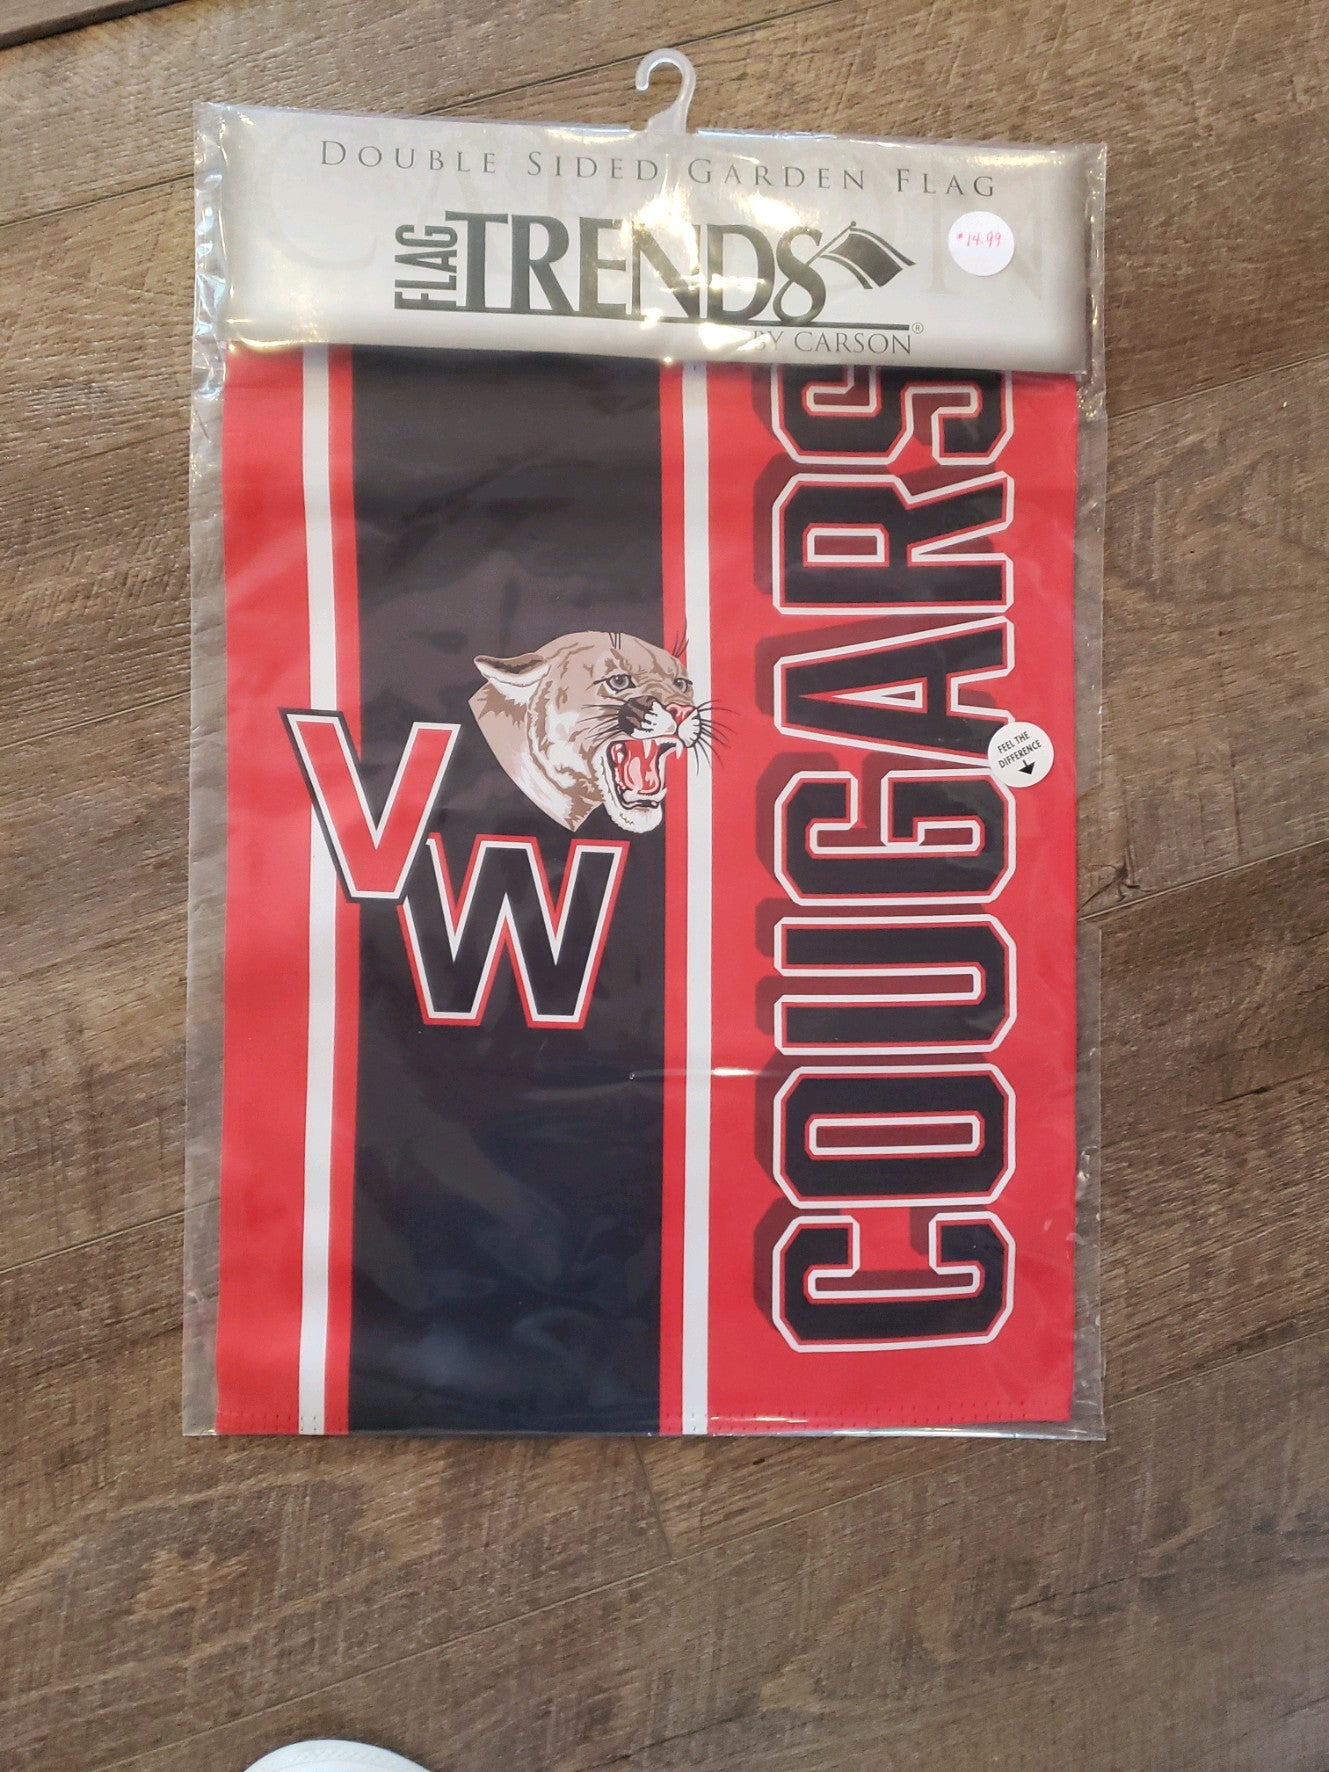 DOUBLE SIDED GARDEN FLAG
FLAG TRENDS
$14.99
BY CARSON®
COUGARS
FEEL THE
DIFFERENCE
VW